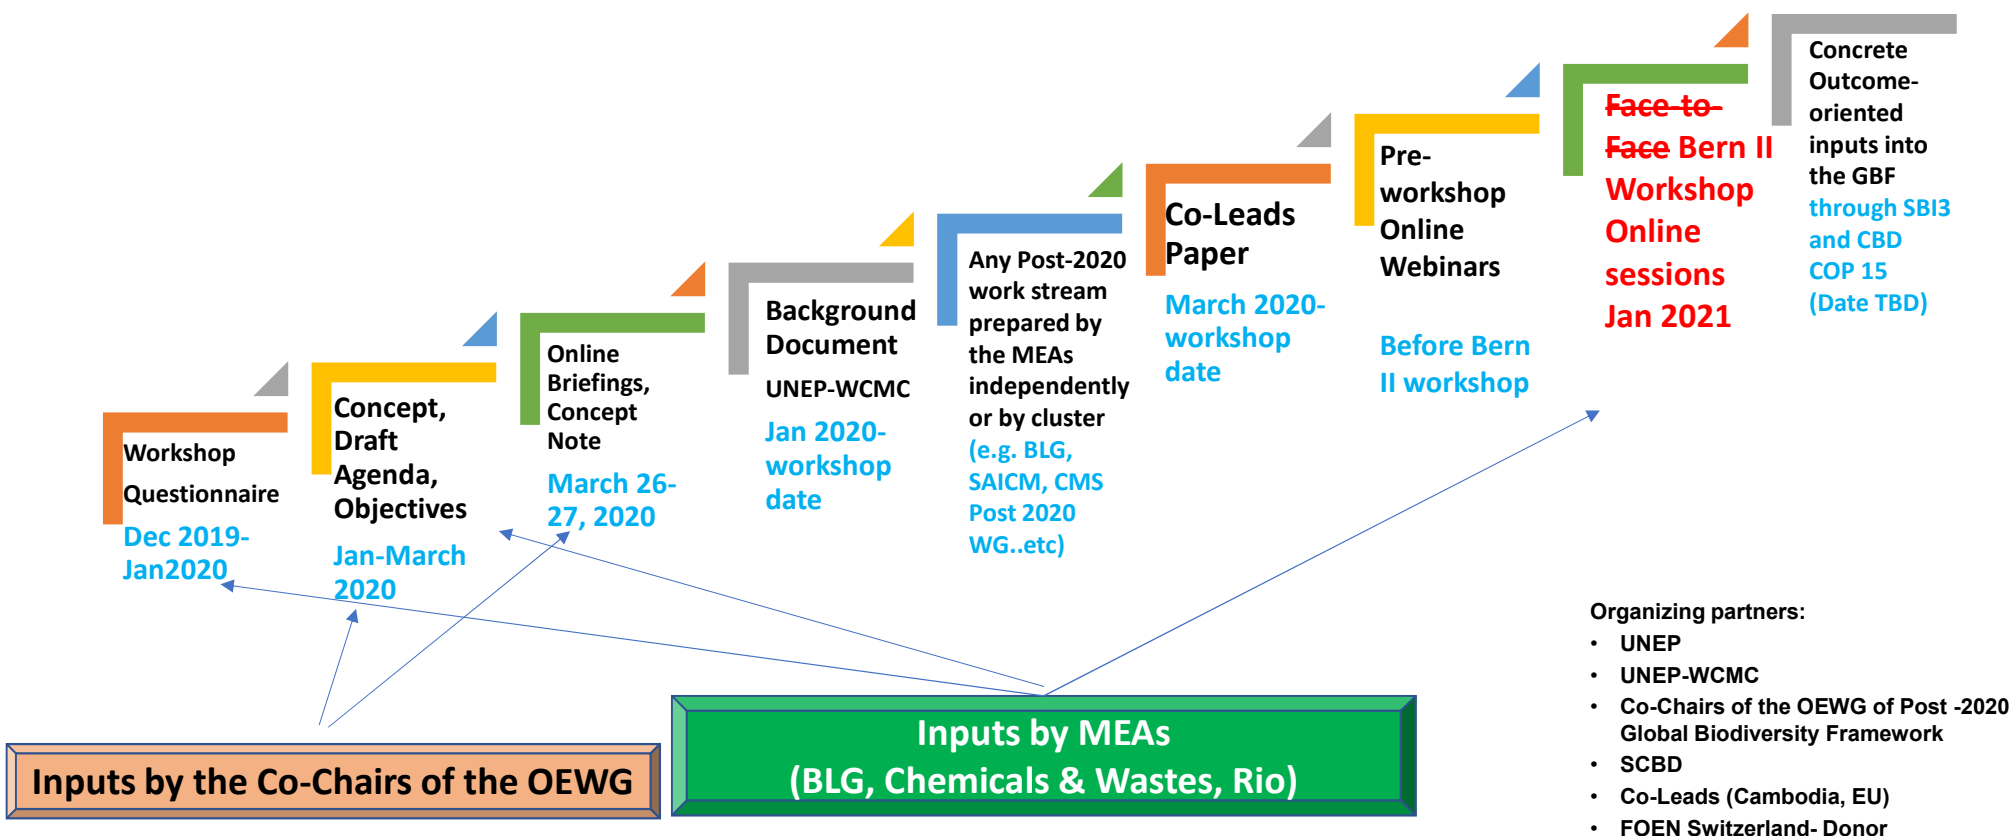 Workshop
Questionnaire
Dec 2019-
Jan2020
Concept,
Draft
Agenda,
Objectives
Jan-March
2020
Online
Briefings,
Concept
Note
March 26-
27, 2020
Background
Document
UNEP-WCMC
Jan 2020-
workshop
date
Any Post-2020
work stream
prepared by
the MEAs
independently
or by cluster
(e.g. BLG,
SAICM, CMS
Post 2020
WG..etc)
Co-Leads
Paper
March 2020-
workshop
date
Pre-
workshop
Online
Webinars
Before Bern
II workshop
Face-to-
Face Bern II
Workshop
Online
sessions
Jan 2021
Concrete
Outcome-
oriented
inputs into
the GBF
through SBI3
and CBD
COP 15
(Date TBD)
Inputs by the Co-Chairs of the OEWG
Inputs by MEAs
(BLG, Chemicals & Wastes, Rio)
Organizing partners:
• UNEP
• UNEP-WCMC
• Co-Chairs of the OEWG of Post -2020
Global Biodiversity Framework
• SCBD
• Co-Leads (Cambodia, EU)
• FOEN Switzerland- Donor